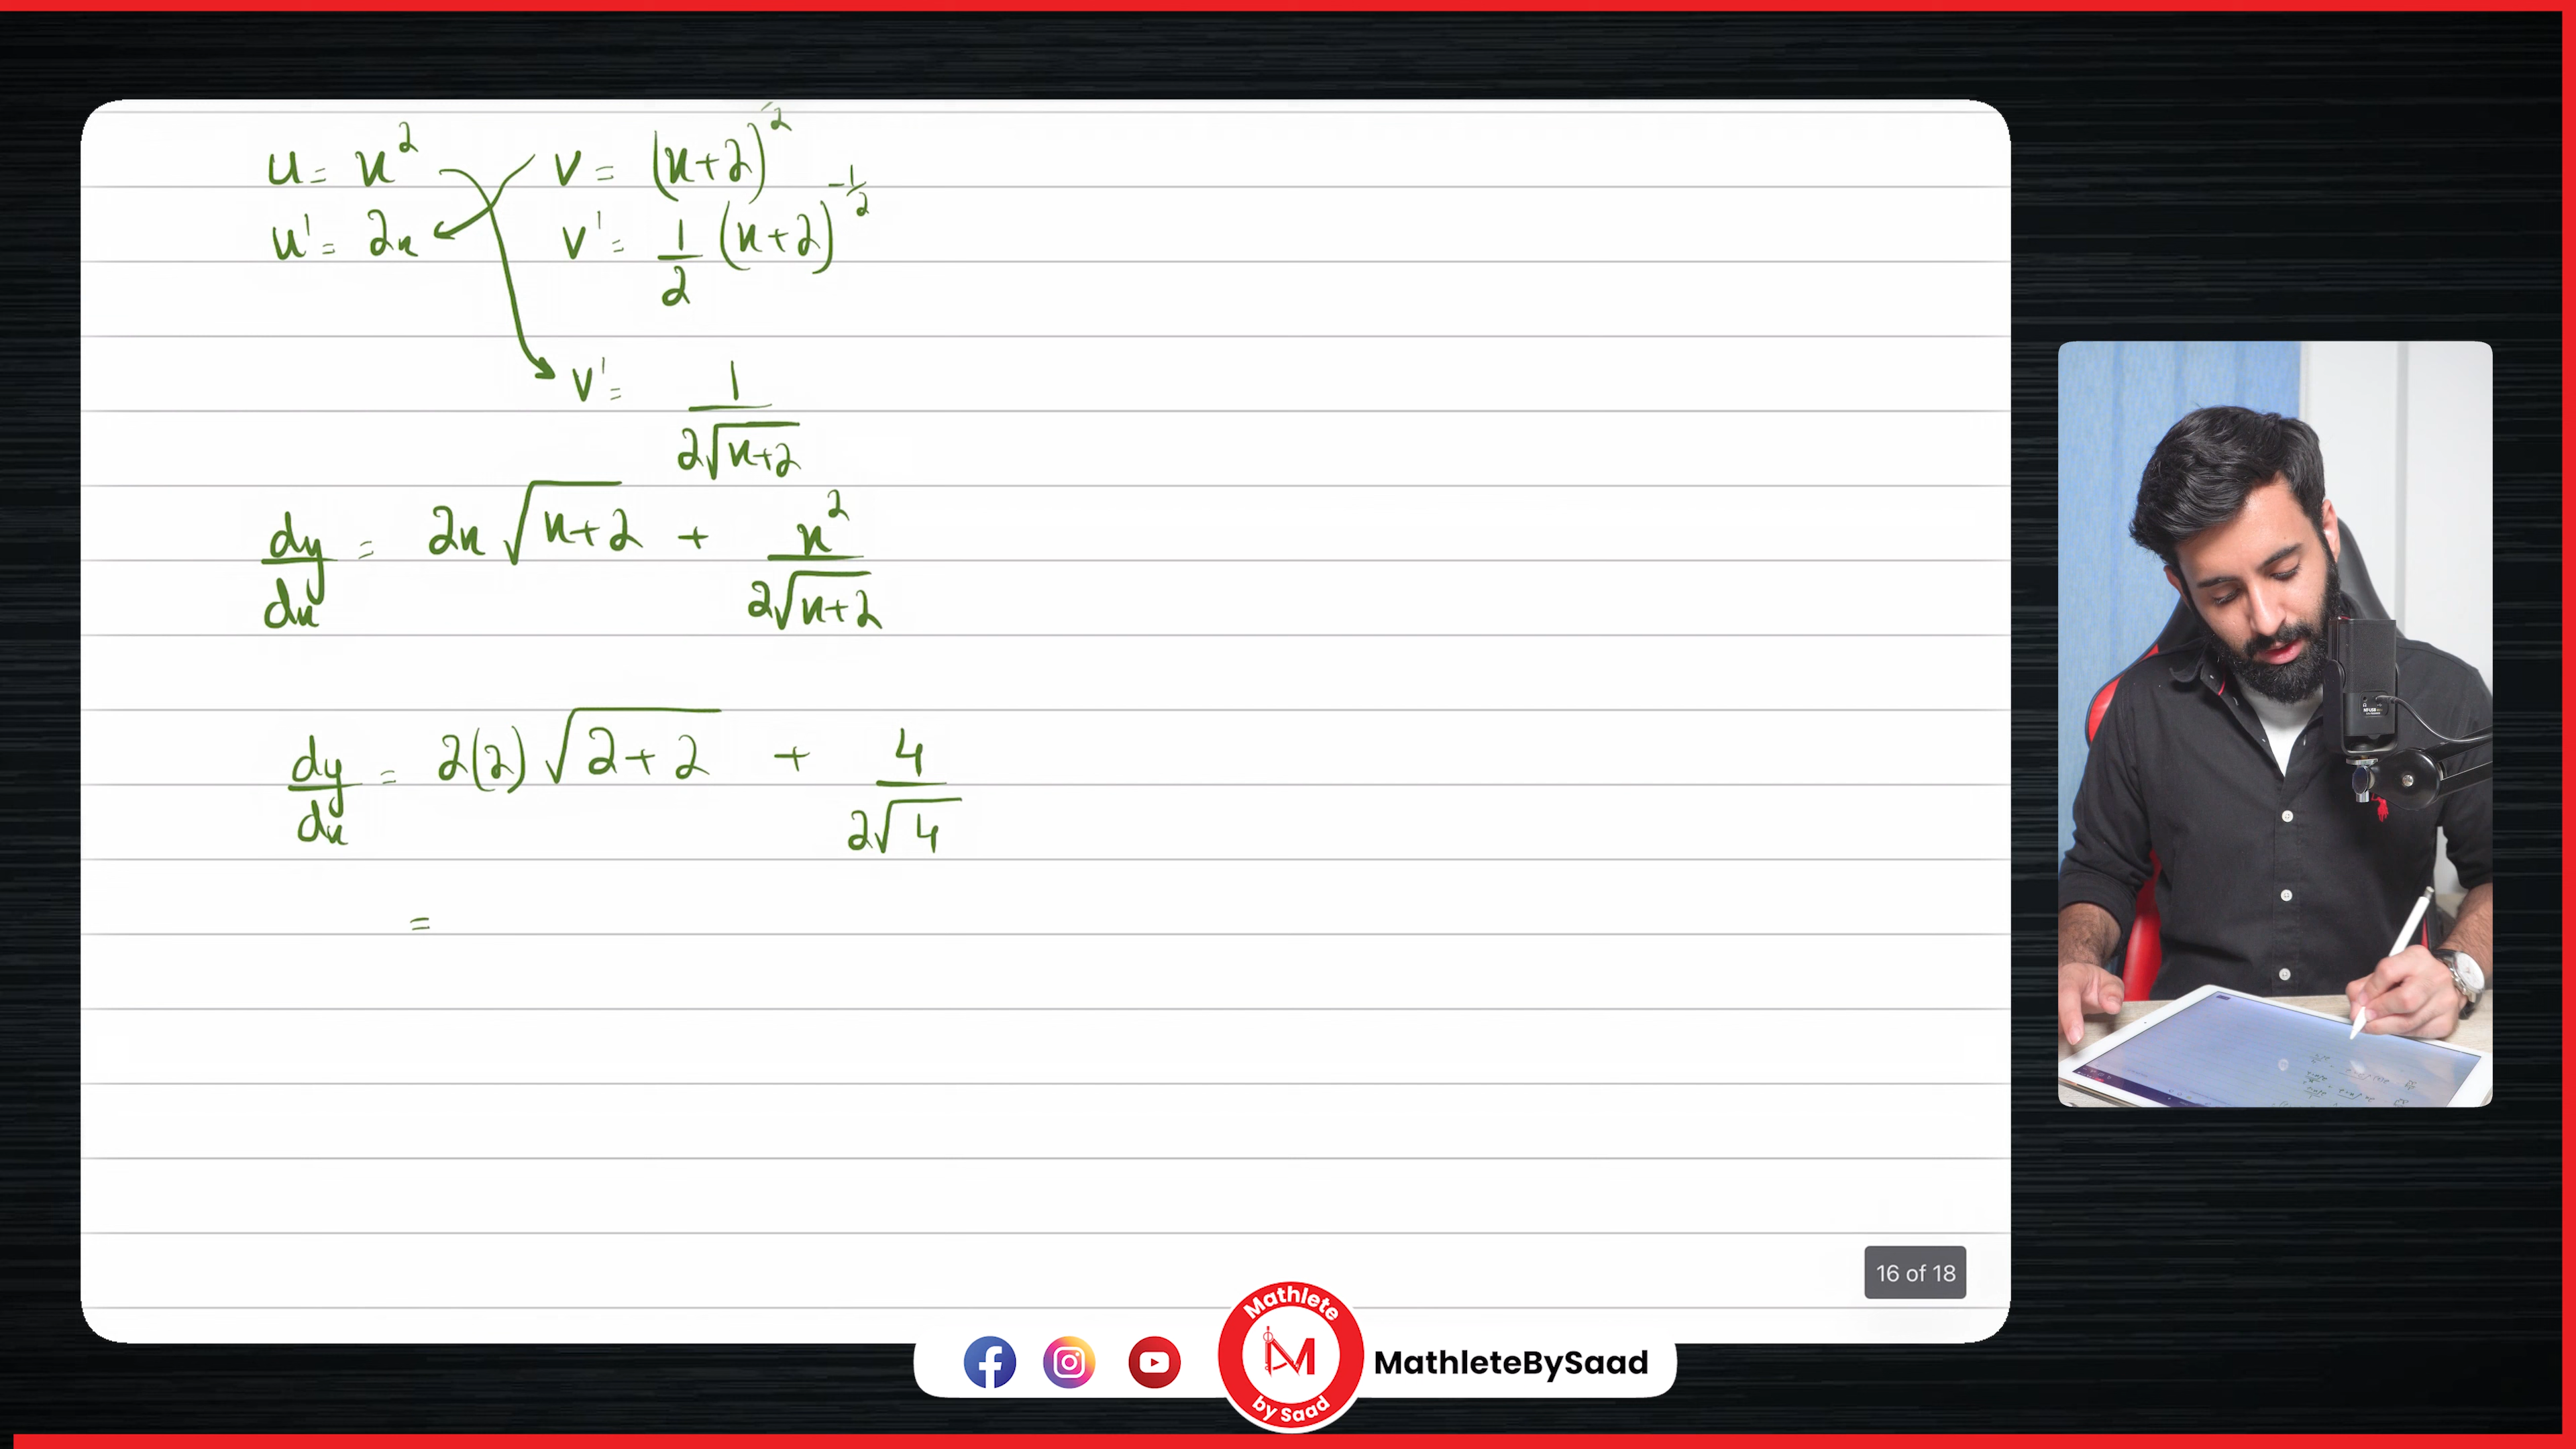 u = x² v = (x+2)^½
u' = 2x v' = 1/2 (x+2)^-½
v' = 1/(2√(x+2))
dy/dx = 2x √(x+2) + x²/(2√(x+2))
dy/dx = 2(2) √(2+2) + 4/(2√4)
=
16 of 18
Mathlete
by Saad
MathleteBySaad